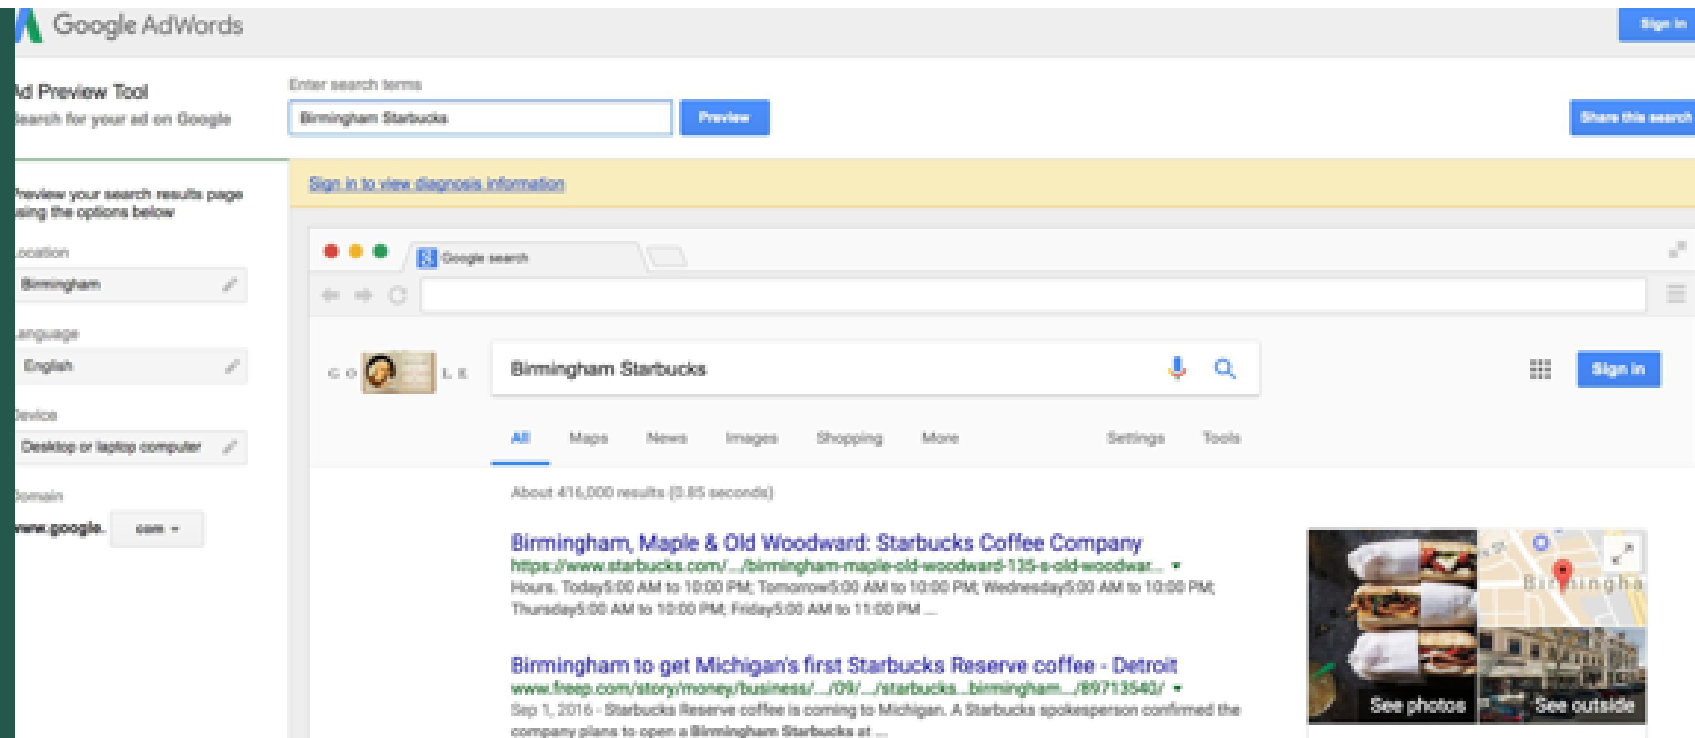 Google AdWords
Sign in
Ad Preview Tool
Search for your ad on Google
Enter search terms
Birmingham Starbucks
Preview
Share this search
Sign in to view diagnosis information
Preview your search results page
using the options below
Location
Birmingham
Language
English
Device
Desktop or laptop computer
Domain
www.google.
com
Google search
G O L E
Birmingham Starbucks
Sign in
All Maps News Images Shopping More Settings Tools
About 416,000 results (0.85 seconds)
Birmingham, Maple & Old Woodward: Starbucks Coffee Company
https://www.starbucks.com/.../birmingham-maple-old-woodward-135-s-old-woodwar...
Hours. Today5:00 AM to 10:00 PM; Tomorrow5:00 AM to 10:00 PM; Wednesday5:00 AM to 10:00 PM;
Thursday5:00 AM to 10:00 PM; Friday5:00 AM to 11:00 PM ...
Birmingham to get Michigan's first Starbucks Reserve coffee - Detroit
www.freep.com/story/money/business/.../09/.../starbucks...birmingham.../89713540/
Sep 1, 2016 - Starbucks Reserve coffee is coming to Michigan. A Starbucks spokesperson confirmed the
company plans to open a Birmingham Starbucks at ...
See photos
See outside